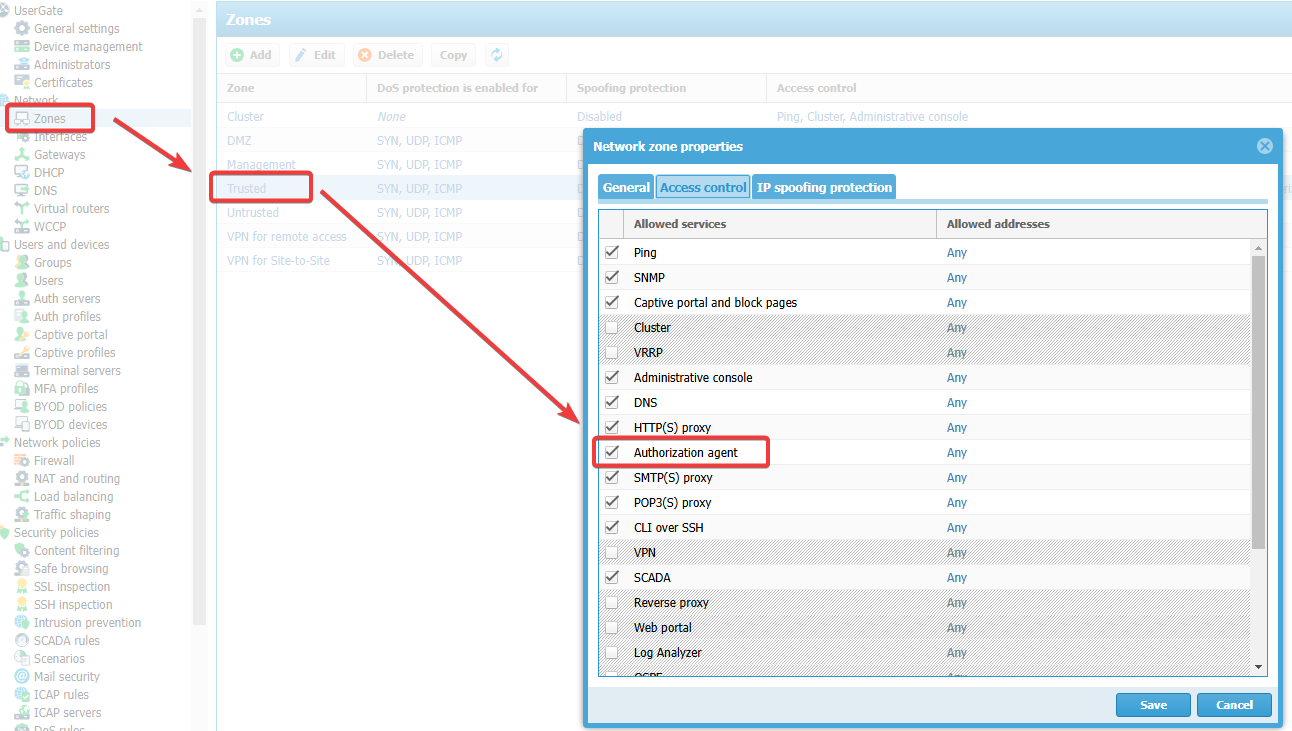 UserGate
General settings
Device management
Administrators
Certificates
Network
Zones
Interfaces
Gateways
DHCP
DNS
Virtual routers
WCCP
Users and devices
Groups
Users
Auth servers
Auth profiles
Captive portal
Captive profiles
Terminal servers
MFA profiles
BYOD policies
BYOD devices
Network policies
Firewall
NAT and routing
Load balancing
Traffic shaping
Security policies
Content filtering
Safe browsing
SSL inspection
SSH inspection
Intrusion prevention
SCADA rules
Scenarios
Mail security
ICAP rules
ICAP servers
DoS rules
Zones
Add Edit Delete Copy
Zone DoS protection is enabled for Spoofing protection Access control
Cluster None Disabled Ping, Cluster, Administrative console
DMZ SYN, UDP, ICMP
Management SYN, UDP, ICMP
Trusted SYN, UDP, ICMP
Untrusted SYN, UDP, ICMP
VPN for remote access SYN, UDP, ICMP
VPN for Site-to-Site SYN, UDP, ICMP
Network zone properties
General Access control IP spoofing protection
Allowed services Allowed addresses
Ping Any
SNMP Any
Captive portal and block pages Any
Cluster Any
VRRP Any
Administrative console Any
DNS Any
HTTP(S) proxy Any
Authorization agent Any
SMTP(S) proxy Any
POP3(S) proxy Any
CLI over SSH Any
VPN Any
SCADA Any
Reverse proxy Any
Web portal Any
Log Analyzer Any
Save Cancel